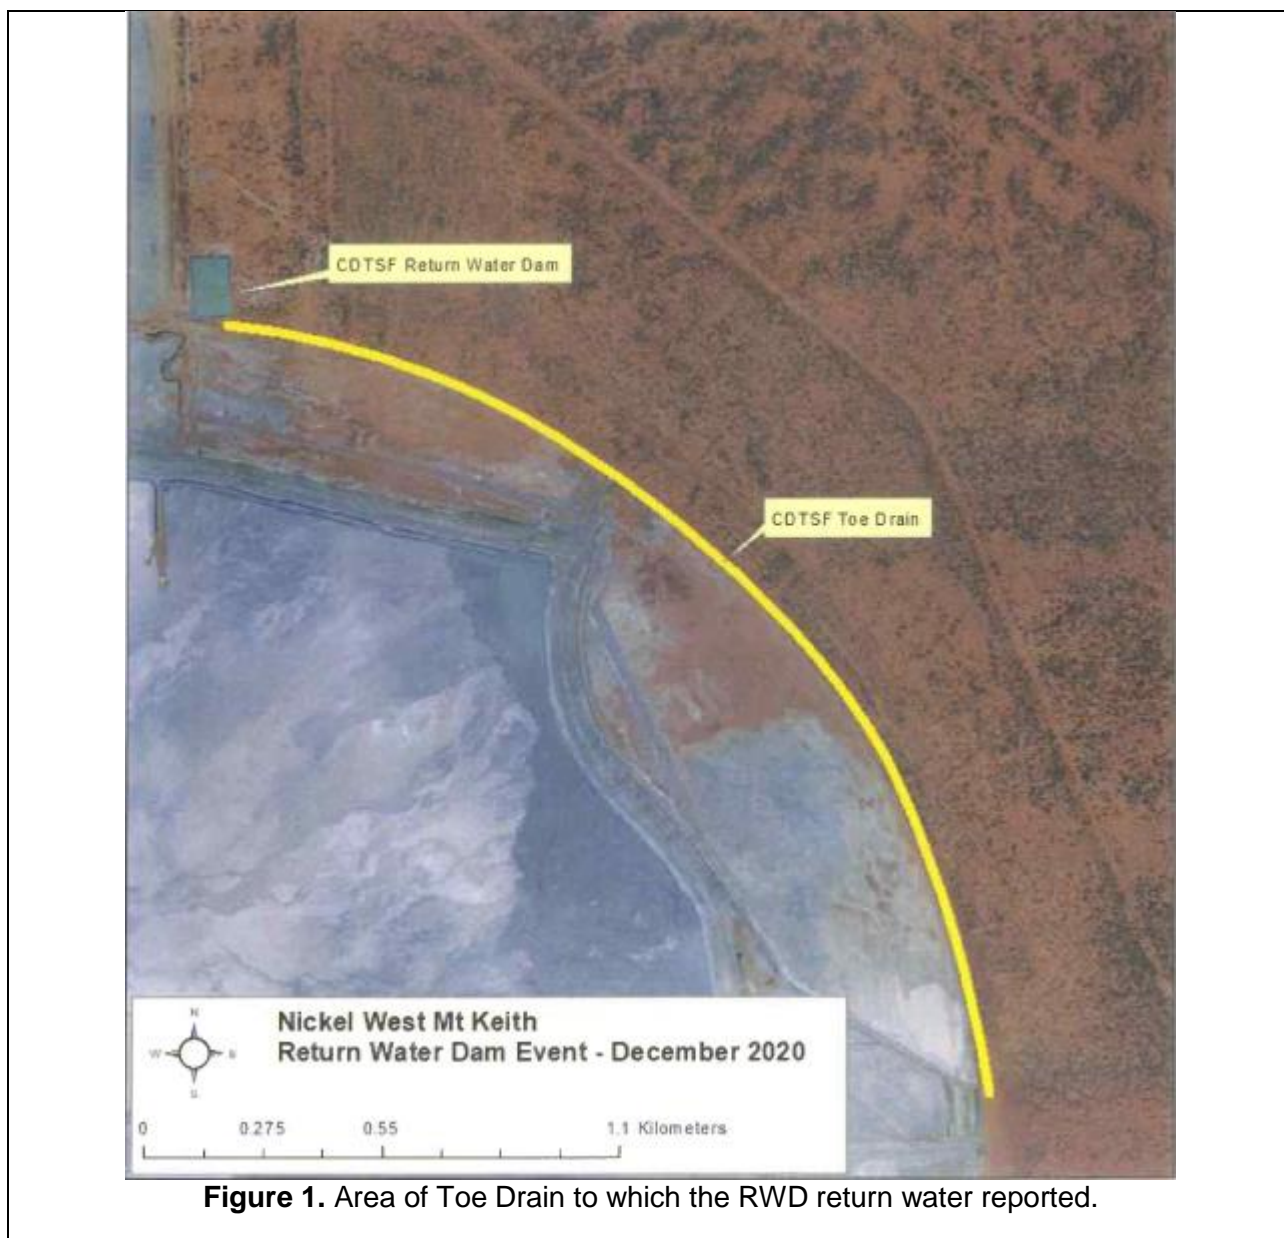 CDTSF Return Water Dam
CDTSF Toe Drain
N
W
E
S
Nickel West Mt Keith
Return Water Dam Event - December 2020
0 0.275 0.55 1.1 Kilometers
Figure 1. Area of Toe Drain to which the RWD return water reported.